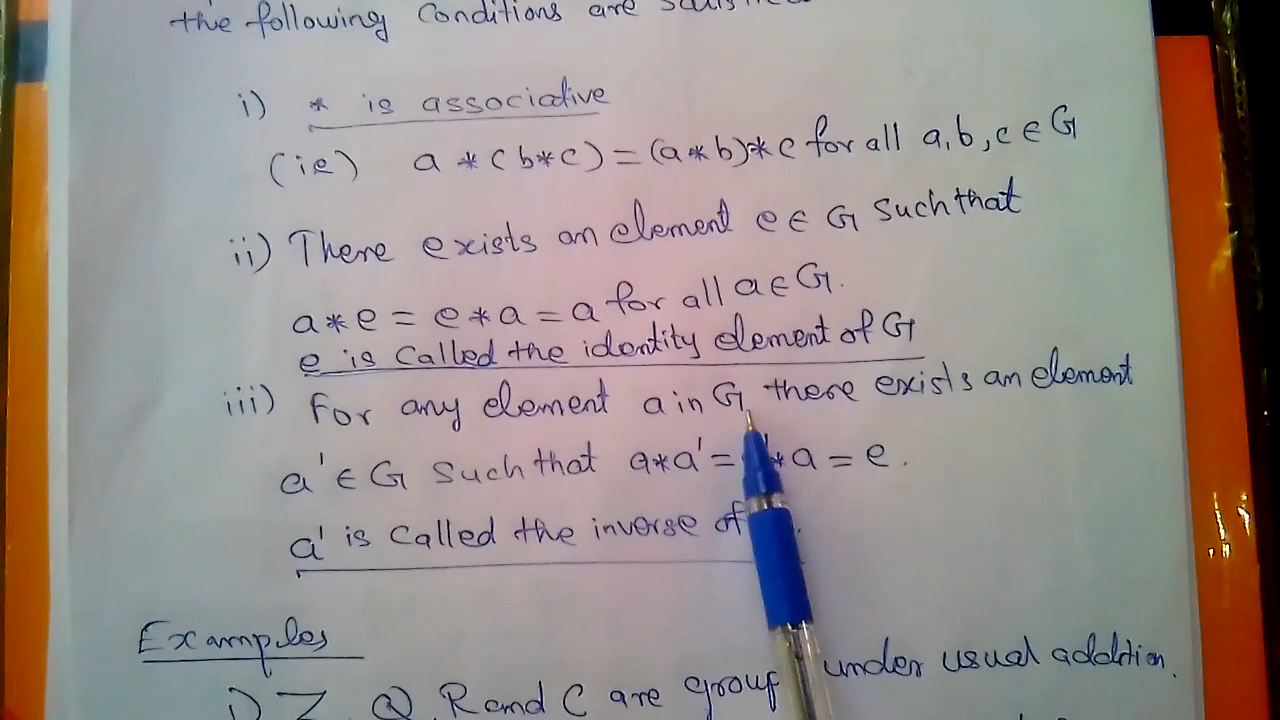 the following conditions are
i) * is associative
(ie) a * (b*c) = (a*b)*c for all a, b, c ∈ G
ii) There exists an element e ∈ G such that
a*e = e*a = a for all a ∈ G.
e is called the identity element of G
iii) For any element a in G there exists an element
a' ∈ G such that a*a' = '*a = e.
a' is called the inverse of
Examples
i) Z, Q, R and C are group under usual addition.